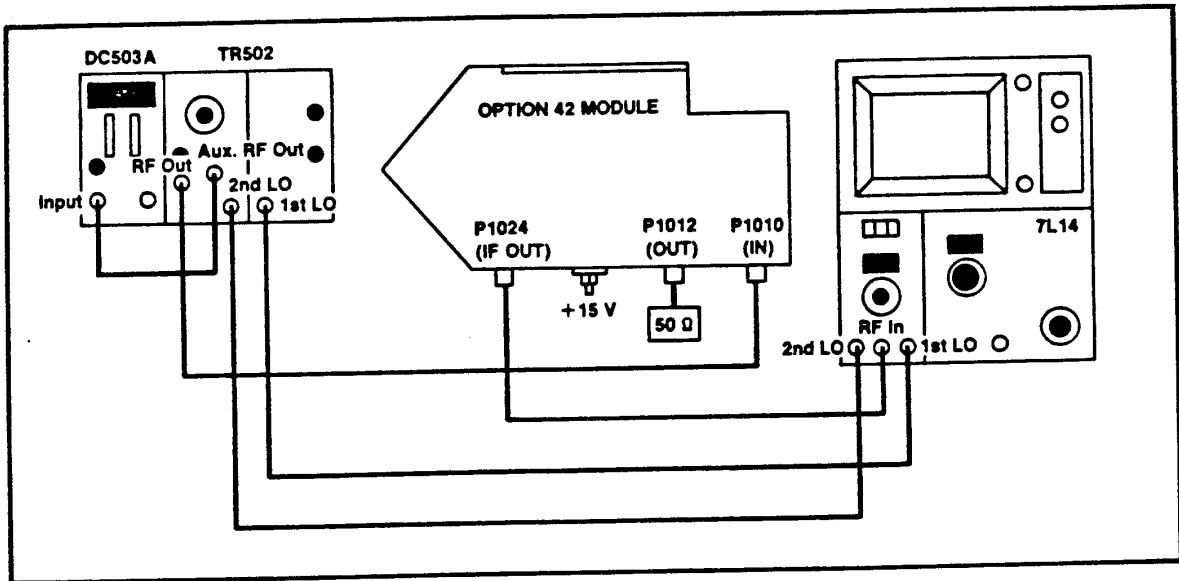 DC503A
TR502
RF Out
Aux. RF Out
Input
2nd LO
1st LO
OPTION 42 MODULE
P1024
(IF OUT)
+15 V
P1012
(OUT)
50 Ω
P1010
(IN)
7L14
RF In
2nd LO
1st LO